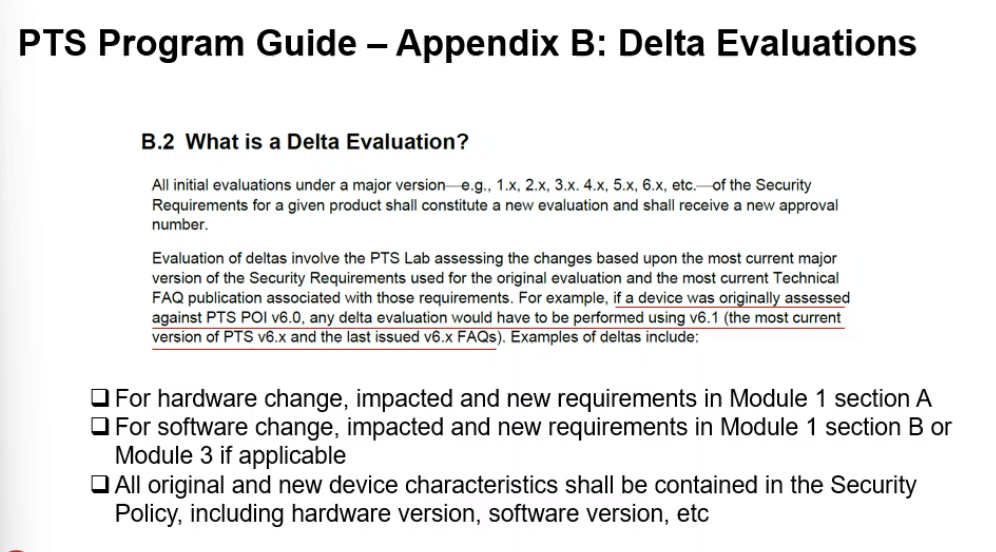 PTS Program Guide – Appendix B: Delta Evaluations
B.2 What is a Delta Evaluation?
All initial evaluations under a major version—e.g., 1.x, 2.x, 3.x. 4.x, 5.x, 6.x, etc.—of the Security
Requirements for a given product shall constitute a new evaluation and shall receive a new approval
number.
Evaluation of deltas involve the PTS Lab assessing the changes based upon the most current major
version of the Security Requirements used for the original evaluation and the most current Technical
FAQ publication associated with those requirements. For example, if a device was originally assessed
against PTS POI v6.0, any delta evaluation would have to be performed using v6.1 (the most current
version of PTS v6.x and the last issued v6.x FAQs). Examples of deltas include:
❑ For hardware change, impacted and new requirements in Module 1 section A
❑ For software change, impacted and new requirements in Module 1 section B or
Module 3 if applicable
❑ All original and new device characteristics shall be contained in the Security
Policy, including hardware version, software version, etc